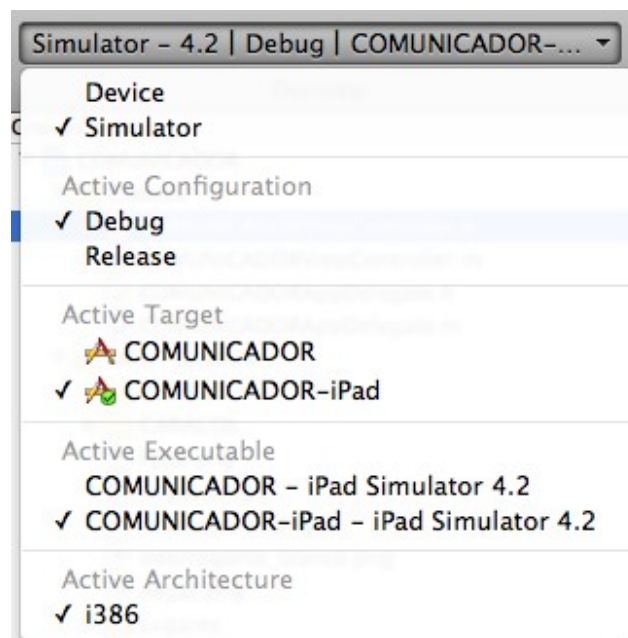 Simulator – 4.2 | Debug | COMUNICADOR-...
Device
✓ Simulator
Active Configuration
✓ Debug
Release
Active Target
COMUNICADOR
✓ COMUNICADOR-iPad
Active Executable
COMUNICADOR – iPad Simulator 4.2
✓ COMUNICADOR-iPad – iPad Simulator 4.2
Active Architecture
✓ i386